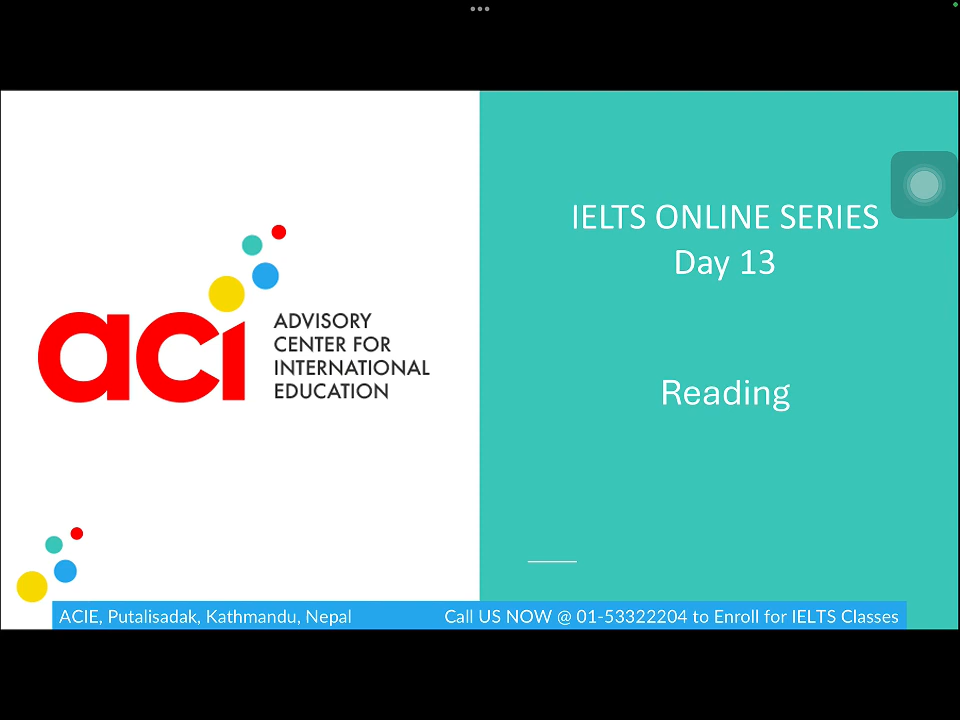 aci
ADVISORY
CENTER FOR
INTERNATIONAL
EDUCATION
IELTS ONLINE SERIES
Day 13
Reading
ACIE, Putalisadak, Kathmandu, Nepal
Call US NOW @ 01-53322204 to Enroll for IELTS Classes